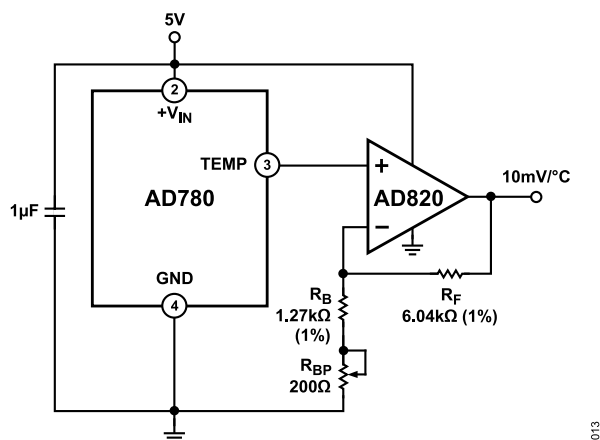 5V
2
+VIN
TEMP
3
10mV/°C
+
AD820
AD780
−
1µF
GND
4
RB
1.27kΩ
(1%)
RF
6.04kΩ (1%)
RBP
200Ω
013